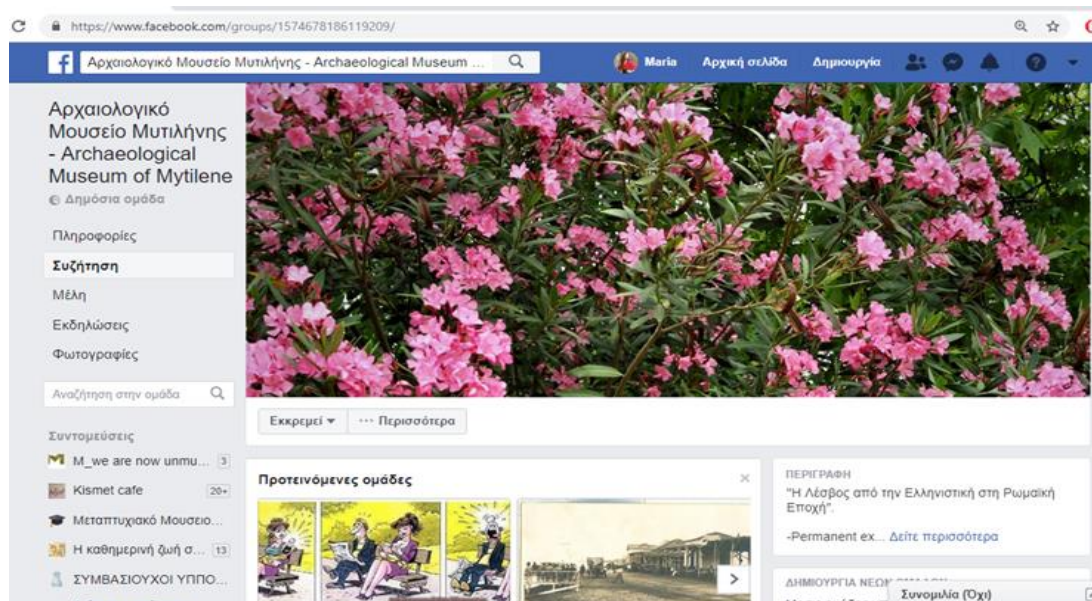 https://www.facebook.com/groups/1574678186119209/
Αρχαιολογικό Μουσείο Μυτιλήνης - Archaeological Museum ...
Maria
Αρχική σελίδα
Δημιουργία
Αρχαιολογικό
Μουσείο Μυτιλήνης
- Archaeological
Museum of Mytilene
Δημόσια ομάδα
Πληροφορίες
Συζήτηση
Μέλη
Εκδηλώσεις
Φωτογραφίες
Αναζήτηση στην ομάδα
Συντομεύσεις
M_we are now unmu... 3
Kismet cafe 20+
Μεταπτυχιακό Μουσειο...
Η καθημερινή ζωή σ... 13
ΣΥΜΒΑΣΙΟΥΧΟΙ ΥΠΠΟ...
Εκκρεμεί
... Περισσότερα
Προτεινόμενες ομάδες
ΠΕΡΙΓΡΑΦΗ
"Η Λέσβος από την Ελληνιστική στη Ρωμαϊκή
Εποχή".
-Permanent ex... Δείτε περισσότερα
ΔΗΜΙΟΥΡΓΙΑ ΝΕΩΝ
Συνομιλία (Όχι)